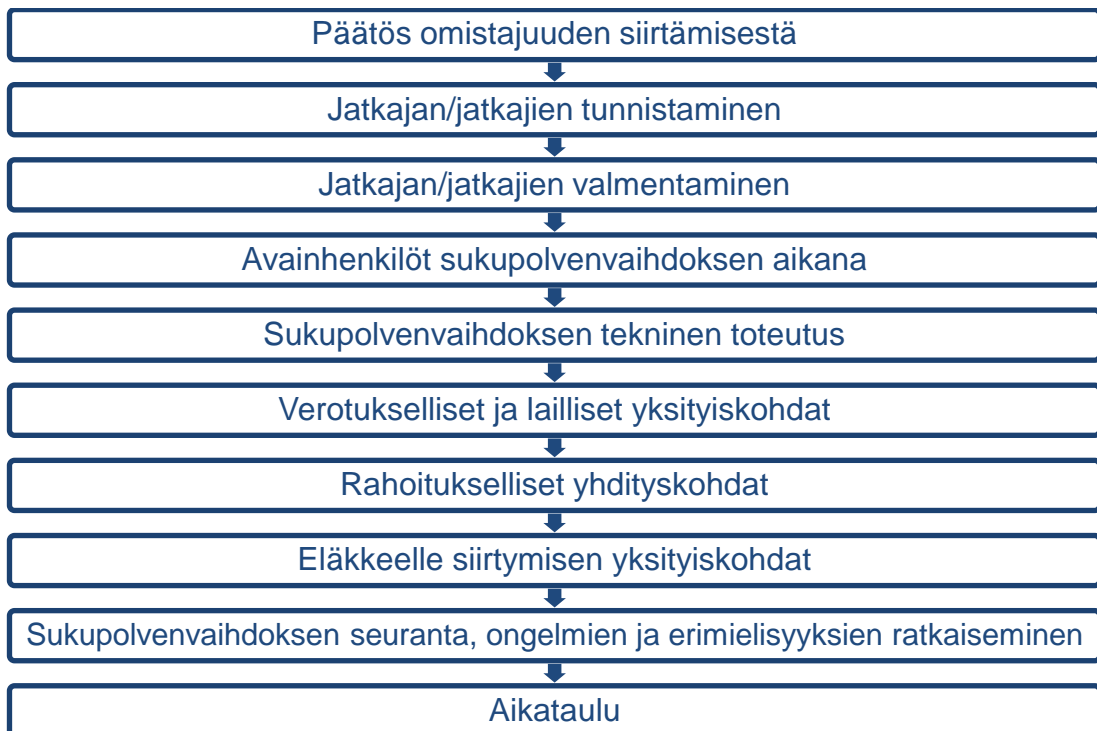 Päätös omistajuuden siirtämisestä
Jatkajan/jatkajien tunnistaminen
Jatkajan/jatkajien valmentaminen
Avainhenkilöt sukupolvenvaihdoksen aikana
Sukupolvenvaihdoksen tekninen toteutus
Verotukselliset ja lailliset yksityiskohdat
Rahoitukselliset yhdityskohdat
Eläkkeelle siirtymisen yksityiskohdat
Sukupolvenvaihdoksen seuranta, ongelmien ja erimielisyyksien ratkaiseminen
Aikataulu